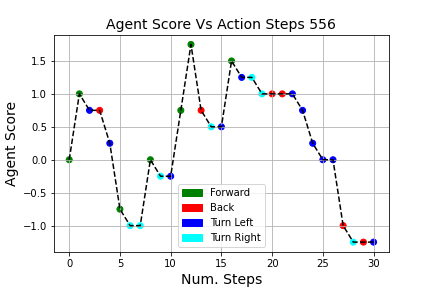 Agent Score Vs Action Steps 556
Agent Score
1.5
1.0
0.5
0.0
−0.5
−1.0
Forward
Back
Turn Left
Turn Right
0 5 10 15 20 25 30
Num. Steps